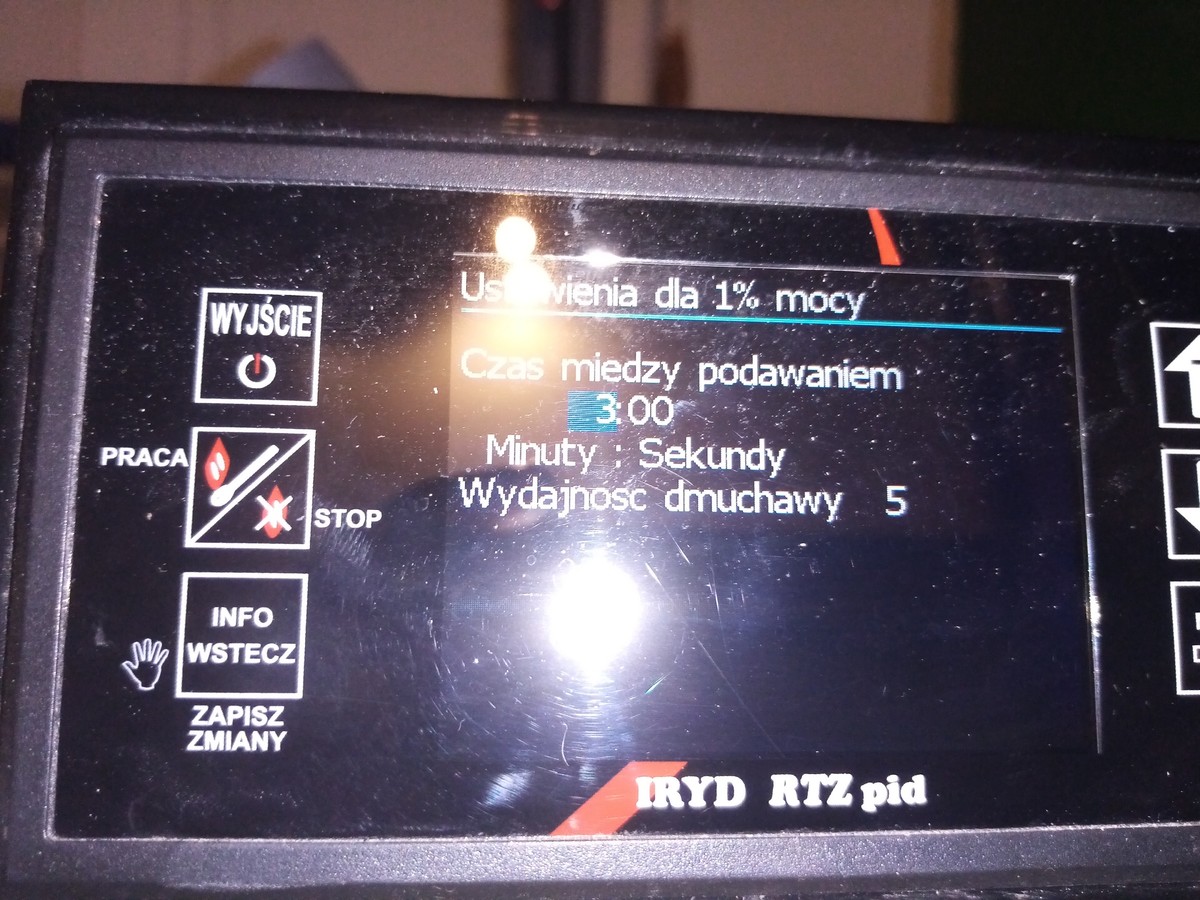 WYJŚCIE
PRACA
STOP
INFO
WSTECZ
ZAPISZ
ZMIANY
dla 1% mocy
Czas miedzy podawaniem
3:00
Minuty : Sekundy
Wydajnosc dmuchawy 5
IRYD RTZ pid